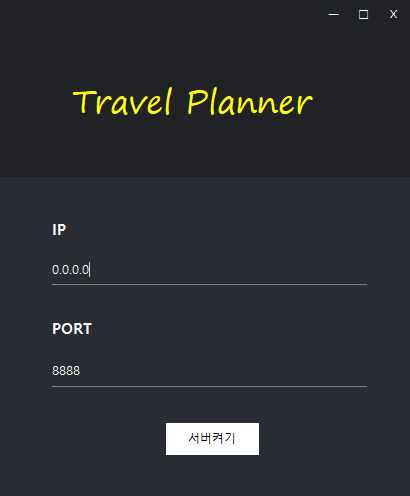 Travel Planner
IP
0.0.0.0
PORT
8888
서버켜기